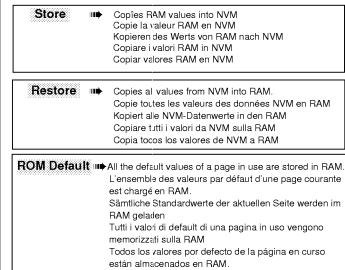 Store ➠ Copies RAM values into NVM
Copie la valeur RAM en NVM
Kopieren des Werts von RAM nach NVM
Copiare i valori RAM in NVM
Copiar valores RAM en NVM
Restore ➠ Copies al values from NVM into RAM.
Copie toutes les valeurs des données NVM en RAM
Kopiert alle NVM-Datenwerte in den RAM
Copiare tutti i valori da NVM sulla RAM
Copia todos los valores de NVM a RAM
ROM Default ➠ All the default values of a page in use are stored in RAM.
L'ensemble des valeurs par défaut d'une page courante
est chargé en RAM.
Sämtliche Standardwerte der aktuellen Seite werden im
RAM geladen
Tutti i valori di default di una pagina in uso vengono
memorizzati sulla RAM
Todos los valores por defecto de la página en curso
están almacenados en RAM.